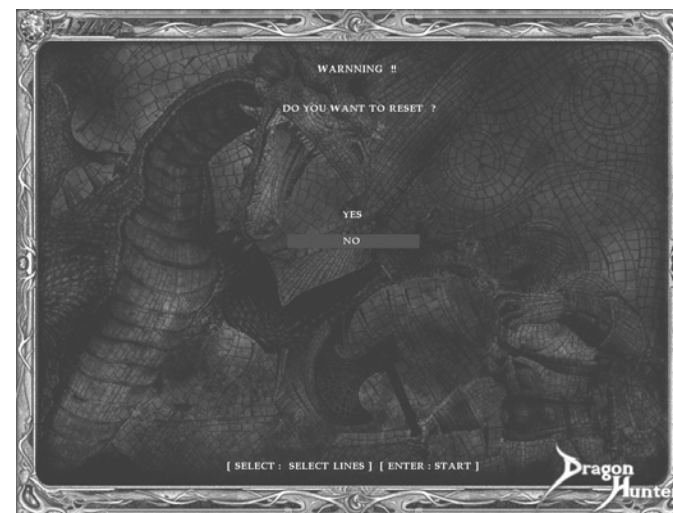 WARNNING !!
DO YOU WANT TO RESET ?
YES
NO
[ SELECT : SELECT LINES ] [ ENTER : START ]
Dragon
Hunter